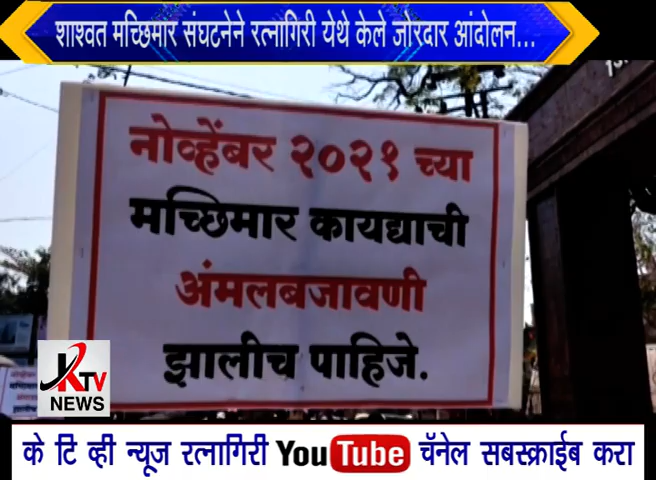 शाश्वत मच्छिमार संघटनेने रत्नागिरी येथे केले जोरदार आंदोलन...
नोव्हेंबर २०२१ च्या
मच्छिमार कायद्याची
अंमलबजावणी
झालीच पाहिजे.
KTV
NEWS
के टि व्ही न्यूज रत्नागिरी YouTube चॅनेल सबस्क्राईब करा